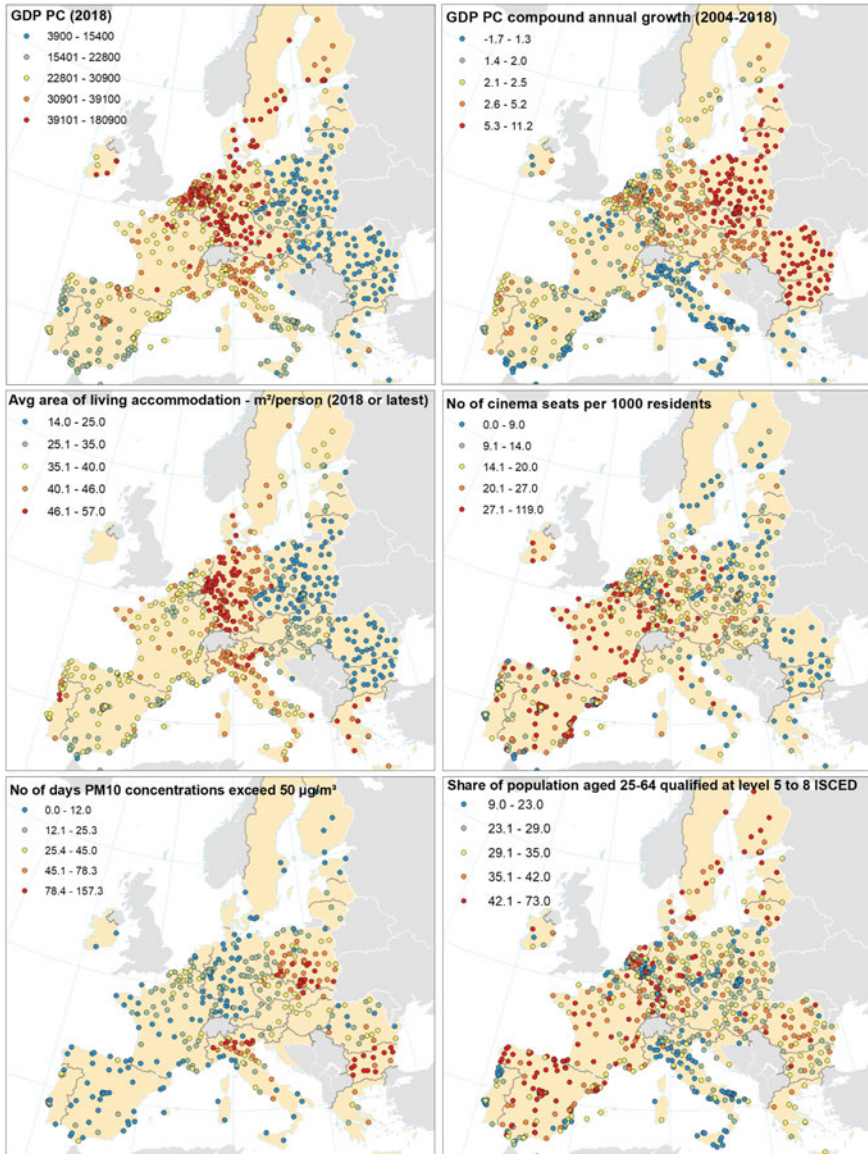 GDP PC (2018)
3900 - 15400
15401 - 22800
22801 - 30900
30901 - 39100
39101 - 180900
GDP PC compound annual growth (2004-2018)
-1.7 - 1.3
1.4 - 2.0
2.1 - 2.5
2.6 - 5.2
5.3 - 11.2
Avg area of living accommodation - m²/person (2018 or latest)
14.0 - 25.0
25.1 - 35.0
35.1 - 40.0
40.1 - 46.0
46.1 - 57.0
No of cinema seats per 1000 residents
0.0 - 9.0
9.1 - 14.0
14.1 - 20.0
20.1 - 27.0
27.1 - 119.0
No of days PM10 concentrations exceed 50 µg/m³
0.0 - 12.0
12.1 - 25.3
25.4 - 45.0
45.1 - 78.3
78.4 - 157.3
Share of population aged 25-64 qualified at level 5 to 8 ISCED
9.0 - 23.0
23.1 - 29.0
29.1 - 35.0
35.1 - 42.0
42.1 - 73.0